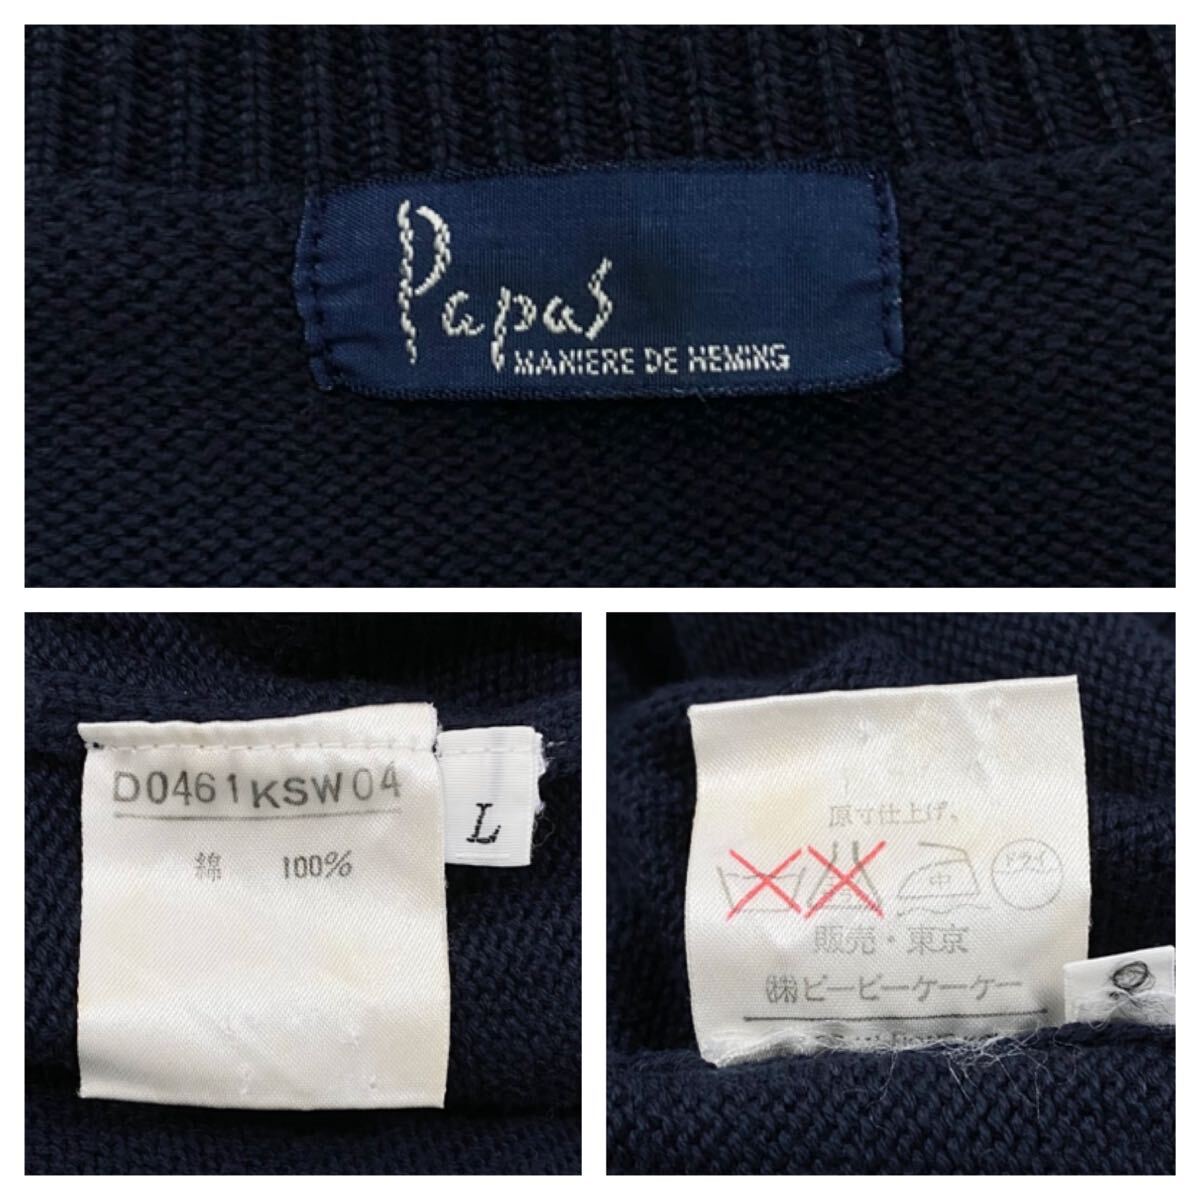 Papas
MANIERE DE HEMING
D0461KSW04
綿 100%
L
原寸仕上げ。
中 ドライ
販売・東京
㈱ピービーケーケー